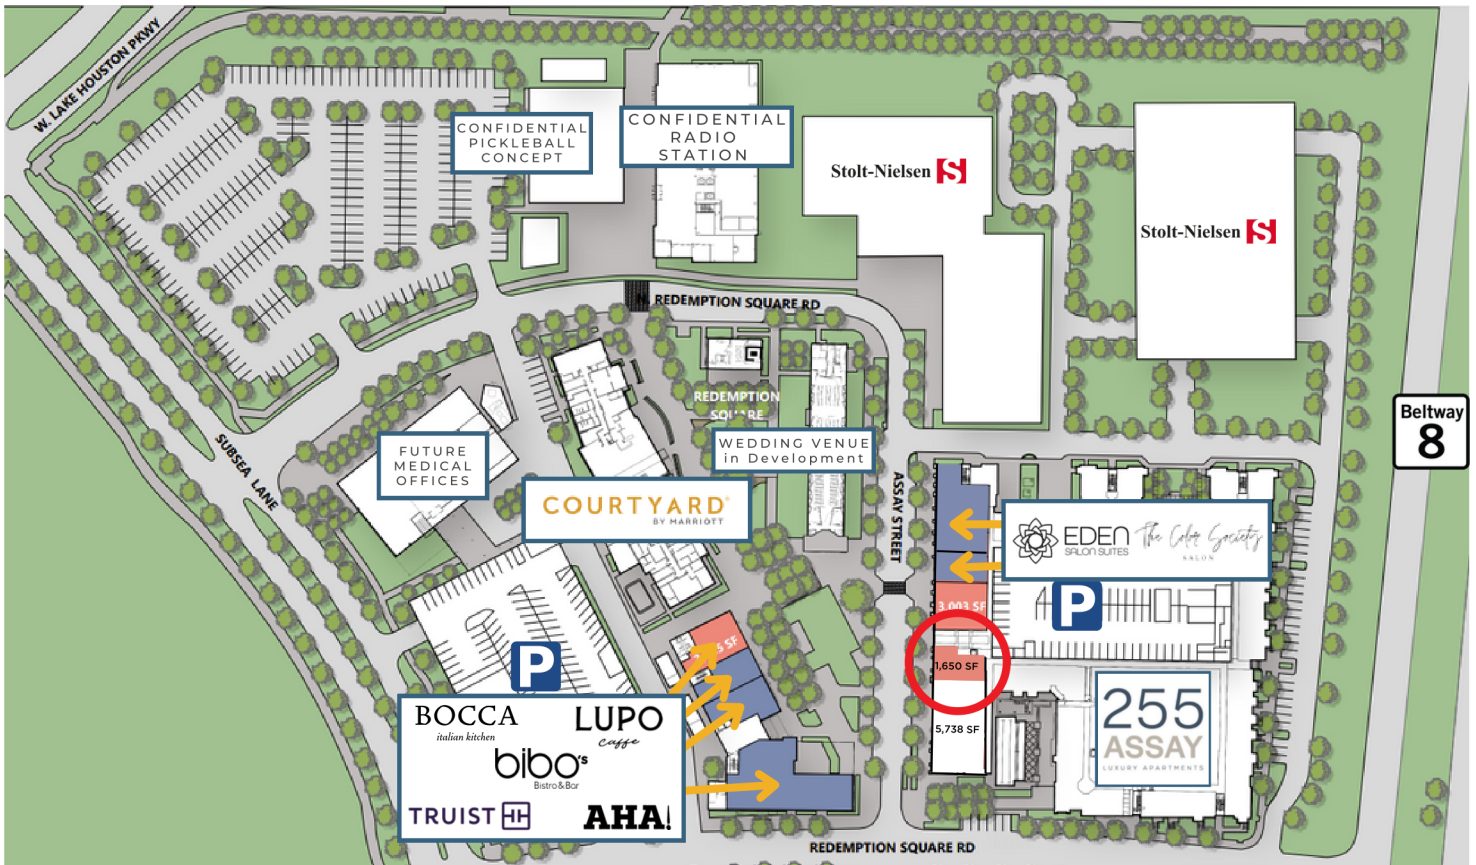 W. LAKE HOUSTON PKWY
CONFIDENTIAL
PICKLEBALL
CONCEPT
CONFIDENTIAL
RADIO
STATION
Stolt-Nielsen S
Stolt-Nielsen S
N. REDEMPTION SQUARE RD
REDEMPTION
SQUARE
WEDDING VENUE
in Development
Beltway
8
SUBSEA LANE
FUTURE
MEDICAL
OFFICES
COURTYARD®
BY MARRIOTT
ASSAY STREET
EDEN
SALON SUITES
The Color Society
SALON
3,003 SF
P
1,650 SF
5,738 SF
255
ASSAY
LUXURY APARTMENTS
SF
P
BOCCA
italian kitchen
LUPO
caffe
bibo's
Bistro & Bar
TRUIST
AHA!
REDEMPTION SQUARE RD